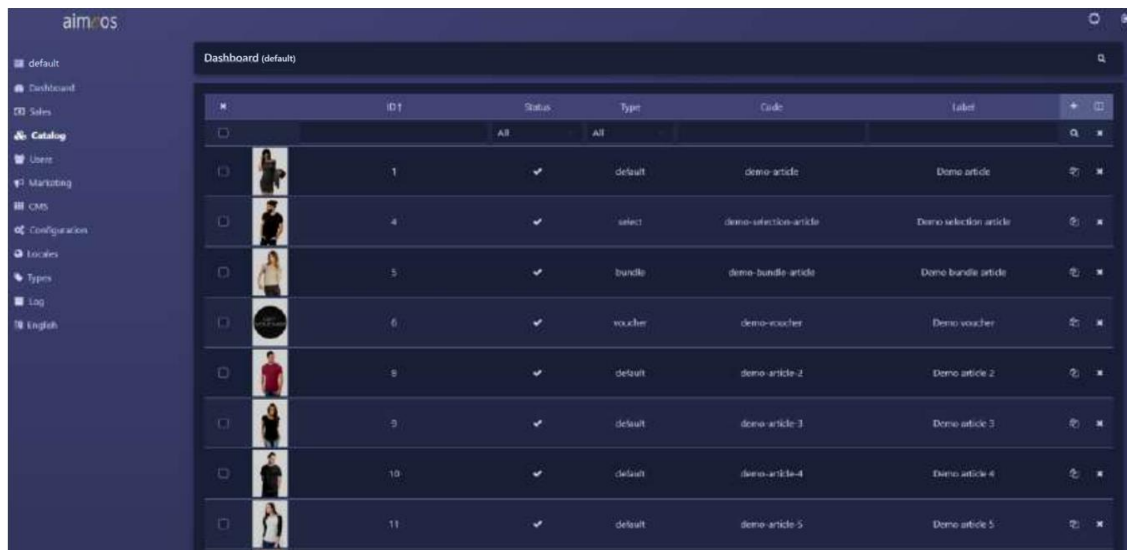 aimeos
Dashboard (default)
default
Dashboard
Sales
Catalog
Users
Marketing
CMS
Configuration
Locales
Types
Log
English
ID Status Type Code Label
All All
1 default demo-article Demo article
4 select demo-selection-article Demo selection article
5 bundle demo-bundle-article Demo bundle article
6 voucher demo-voucher Demo voucher
8 default demo-article-2 Demo article 2
9 default demo-article-3 Demo article 3
10 default demo-article-4 Demo article 4
11 default demo-article-5 Demo article 5